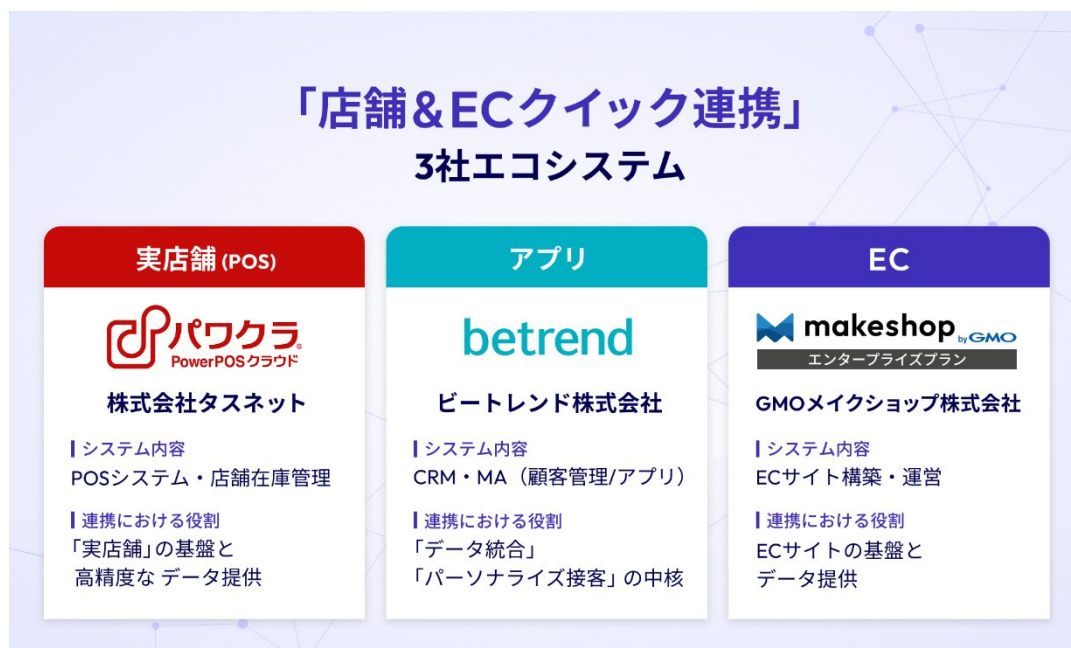 「店舗&ECクイック連携」
3社エコシステム
実店舗 (POS)
パワクラ®
PowerPOSクラウド
株式会社タスネット
システム内容
POSシステム・店舗在庫管理
連携における役割
「実店舗」の基盤と
高精度な データ提供
アプリ
betrend
ビートレンド株式会社
システム内容
CRM・MA（顧客管理/アプリ）
連携における役割
「データ統合」
「パーソナライズ接客」の中核
EC
makeshop by GMO
エンタープライズプラン
GMOメイクショップ株式会社
システム内容
ECサイト構築・運営
連携における役割
ECサイトの基盤と
データ提供